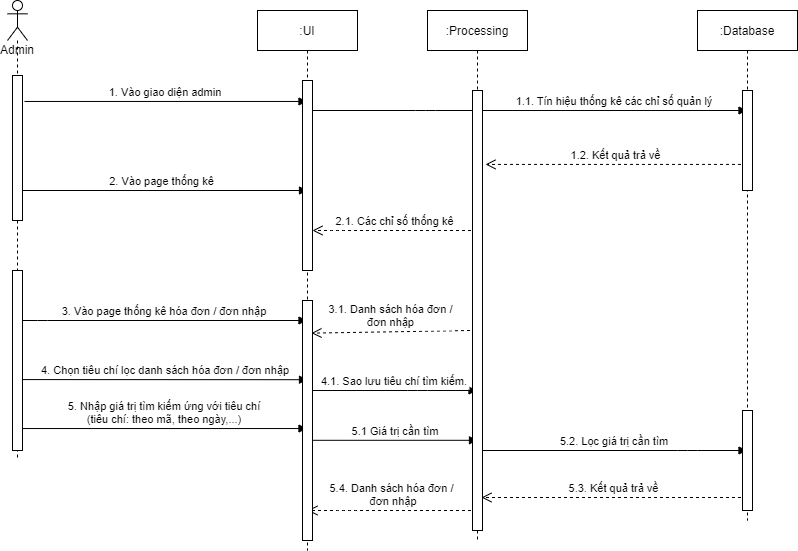 Admin
:UI
:Processing
:Database
1. Vào giao diện admin
1.1. Tín hiệu thống kê các chỉ số quản lý
1.2. Kết quả trả về
2. Vào page thống kê
2.1. Các chỉ số thống kê
3. Vào page thống kê hóa đơn / đơn nhập
3.1. Danh sách hóa đơn /
đơn nhập
4. Chọn tiêu chí lọc danh sách hóa đơn / đơn nhập
4.1. Sao lưu tiêu chí tìm kiếm.
5. Nhập giá trị tìm kiếm ứng với tiêu chí
(tiêu chí: theo mã, theo ngày,...)
5.1 Giá trị cần tìm
5.2. Lọc giá trị cần tìm
5.3. Kết quả trả về
5.4. Danh sách hóa đơn /
đơn nhập